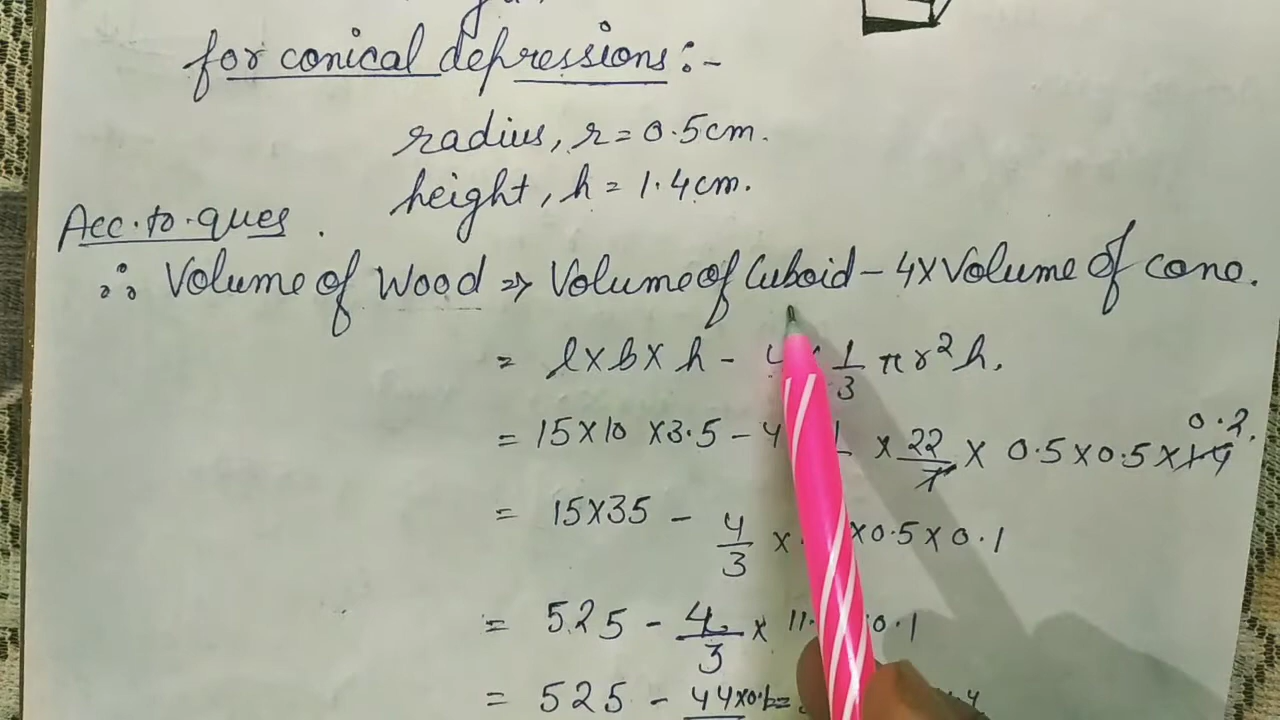 for conical depressions :-
radius, r = 0.5cm.
height, h = 1.4cm.
Acc. to. ques.
∴ Volume of Wood ⇒ Volume of Cuboid - 4×Volume of cone.
= l×b×h - 4 × 1/3 πr²h.
= 15×10×3.5 - 4 1/ × 22/7 × 0.5×0.5×1.4 0.2.
= 15×35 - 4/3 × ×0.5×0.1
= 525 - 4/3 × 11. 0.1
= 525 - 44×0.1=